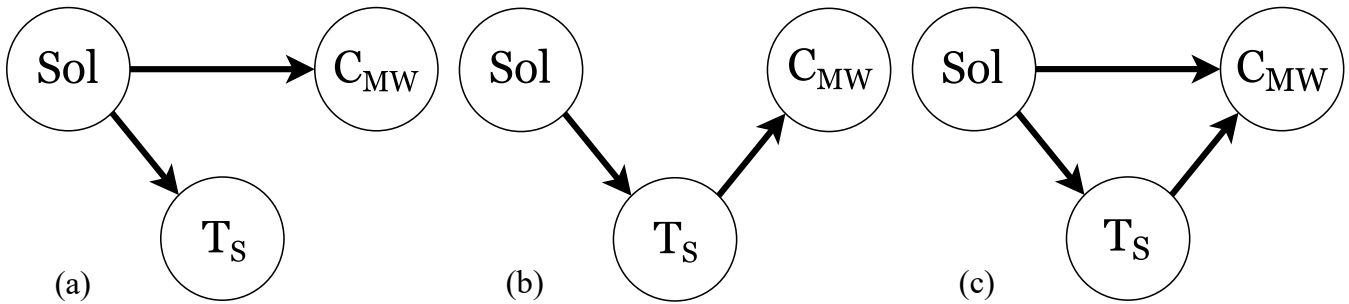 Sol C_MW Sol C_MW Sol C_MW
T_S T_S T_S
(a) (b) (c)